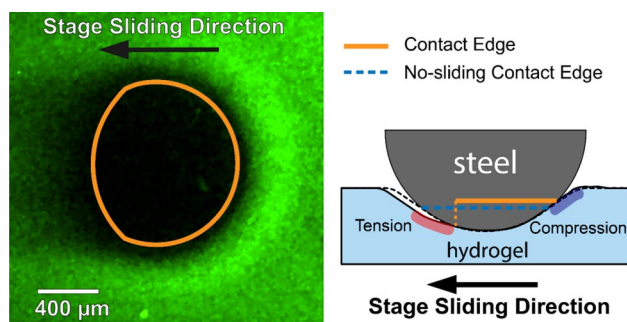 Stage Sliding Direction
400 μm
Contact Edge
No-sliding Contact Edge
steel
Tension
Compression
hydrogel
Stage Sliding Direction